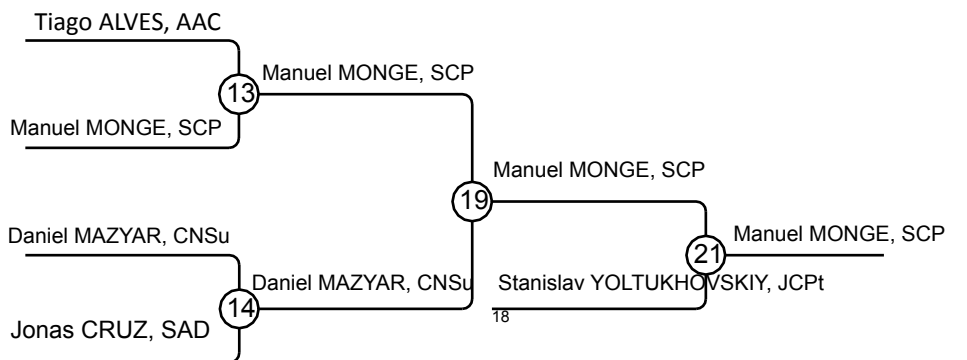 Tiago ALVES, AAC
13
Manuel MONGE, SCP
Manuel MONGE, SCP
19
Manuel MONGE, SCP
Daniel MAZYAR, CNSu
14
Daniel MAZYAR, CNSu
Jonas CRUZ, SAD
21
Manuel MONGE, SCP
Stanislav YOLTUKHOVSKIY, JCPt
18